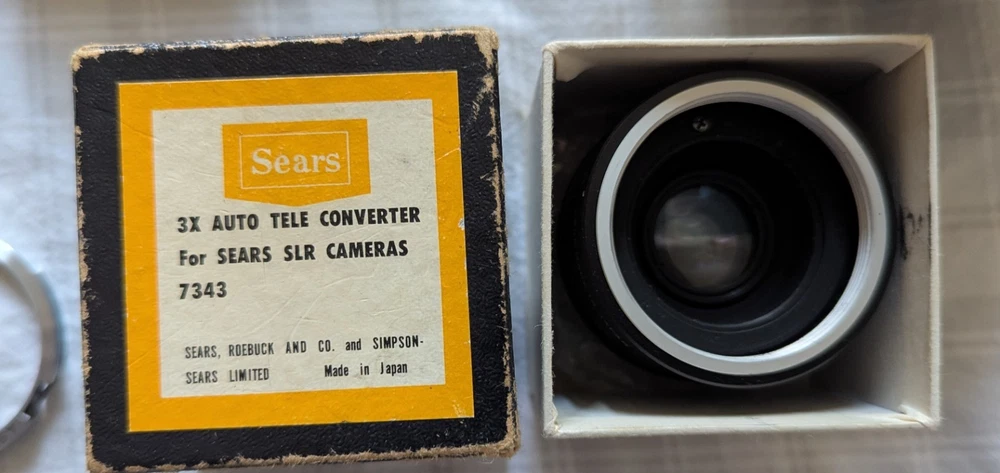 Sears
3X AUTO TELE CONVERTER
For SEARS SLR CAMERAS
7343
SEARS, ROEBUCK AND CO. and SIMPSON-
SEARS LIMITED Made in Japan